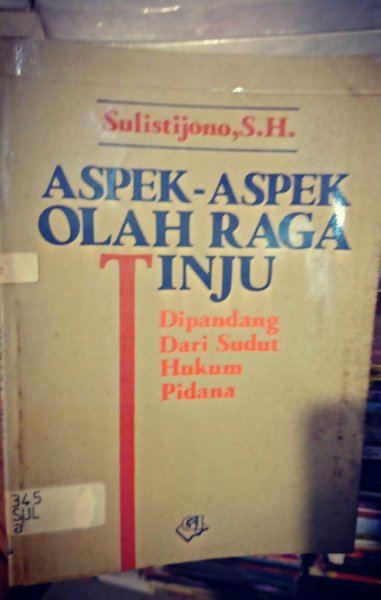 Sulistijono,S.H.
ASPEK-ASPEK
OLAH RAGA
TINJU
Dipandang
Dari Sudut
Hukum
Pidana
345
SUL
a